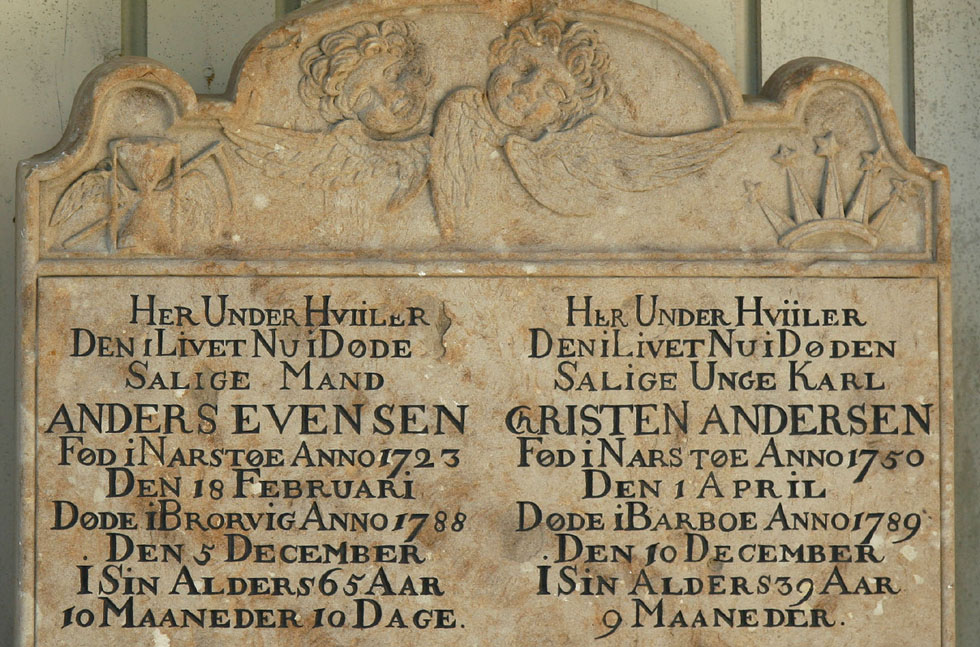 HER UNDER HVIILER
DEN I LIVET NU I DØDE
SALIGE MAND
ANDERS EVENSEN
FØD I NARSTØE ANNO 1723
DEN 18 FEBRUARI
DØDE I BRORVIG ANNO 1788
DEN 5 DECEMBER
I SIN ALDERS 65 AAR
10 MAANEDER 10 DAGE.
HER UNDER HVIILER
DEN I LIVET NU I DØDEN
SALIGE UNGE KARL
CHRISTEN ANDERSEN
FØD I NARSTØE ANNO 1750
DEN 1 APRIL
DØDE I BARBOE ANNO 1789
DEN 10 DECEMBER
I SIN ALDERS 39 AAR
9 MAANEDER.